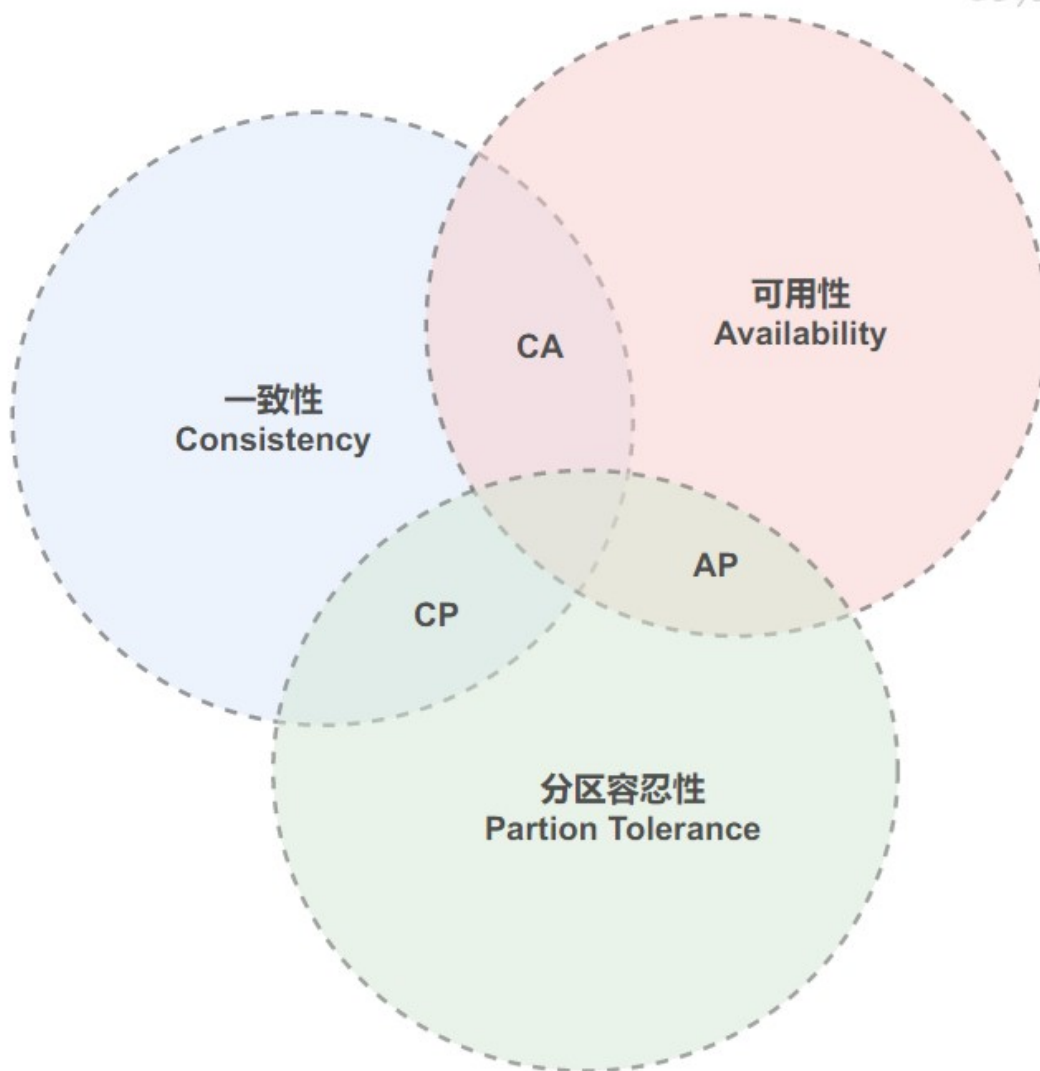 可用性
Availability
CA
一致性
Consistency
AP
CP
分区容忍性
Partion Tolerance